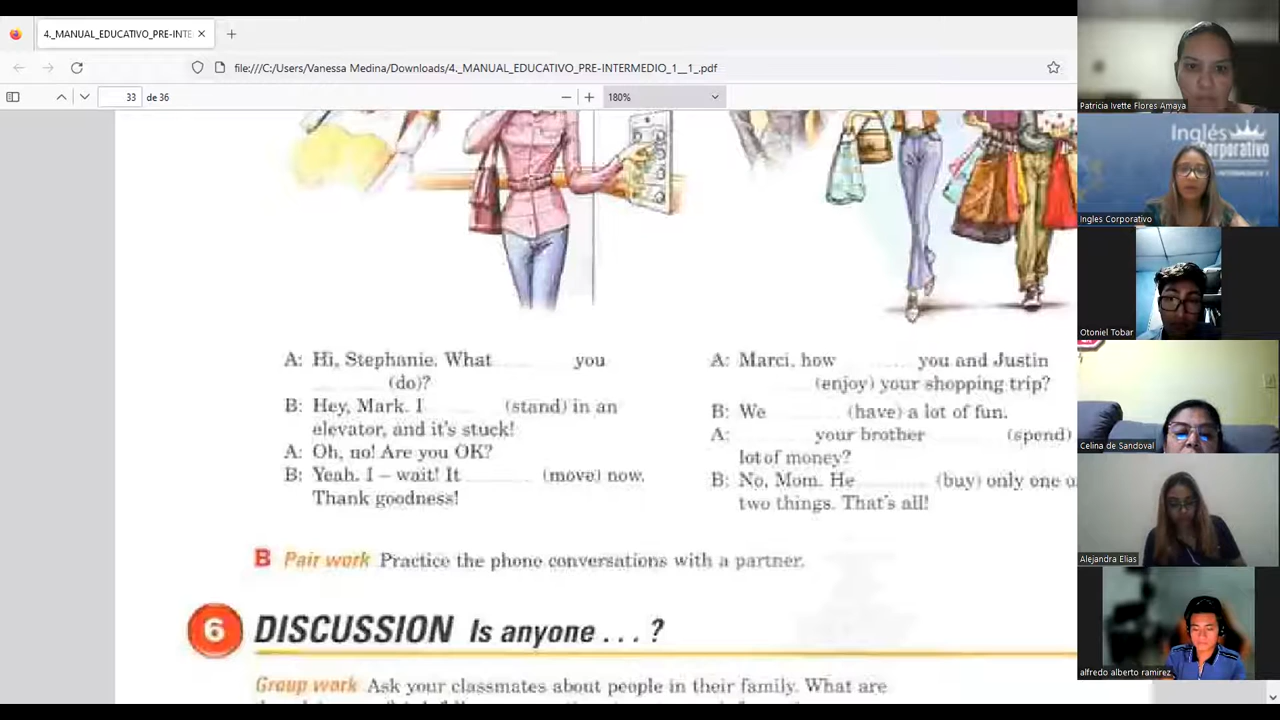 4._MANUAL_EDUCATIVO_PRE-INTE
file:///C:/Users/Vanessa Medina/Downloads/4._MANUAL_EDUCATIVO_PRE-INTERMEDIO_1__1_.pdf
33 de 36
180%
A: Hi, Stephanie. What you
(do)?
B: Hey, Mark. I (stand) in an
elevator, and it's stuck!
A: Oh, no! Are you OK?
B: Yeah. I – wait! It (move) now.
Thank goodness!
A: Marci, how you and Justin
(enjoy) your shopping trip?
B: We (have) a lot of fun.
A: your brother (spend)
lot of money?
B: No, Mom. He (buy) only one o
two things. That's all!
B Pair work Practice the phone conversations with a partner.
6 DISCUSSION Is anyone . . . ?
Group work Ask your classmates about people in their family. What are
Patricia Ivette Flores Amaya
Inglés
Corporativo
Ingles Corporativo
Otoniel Tobar
Celina de Sandoval
Alejandra Elias
alfredo alberto ramirez